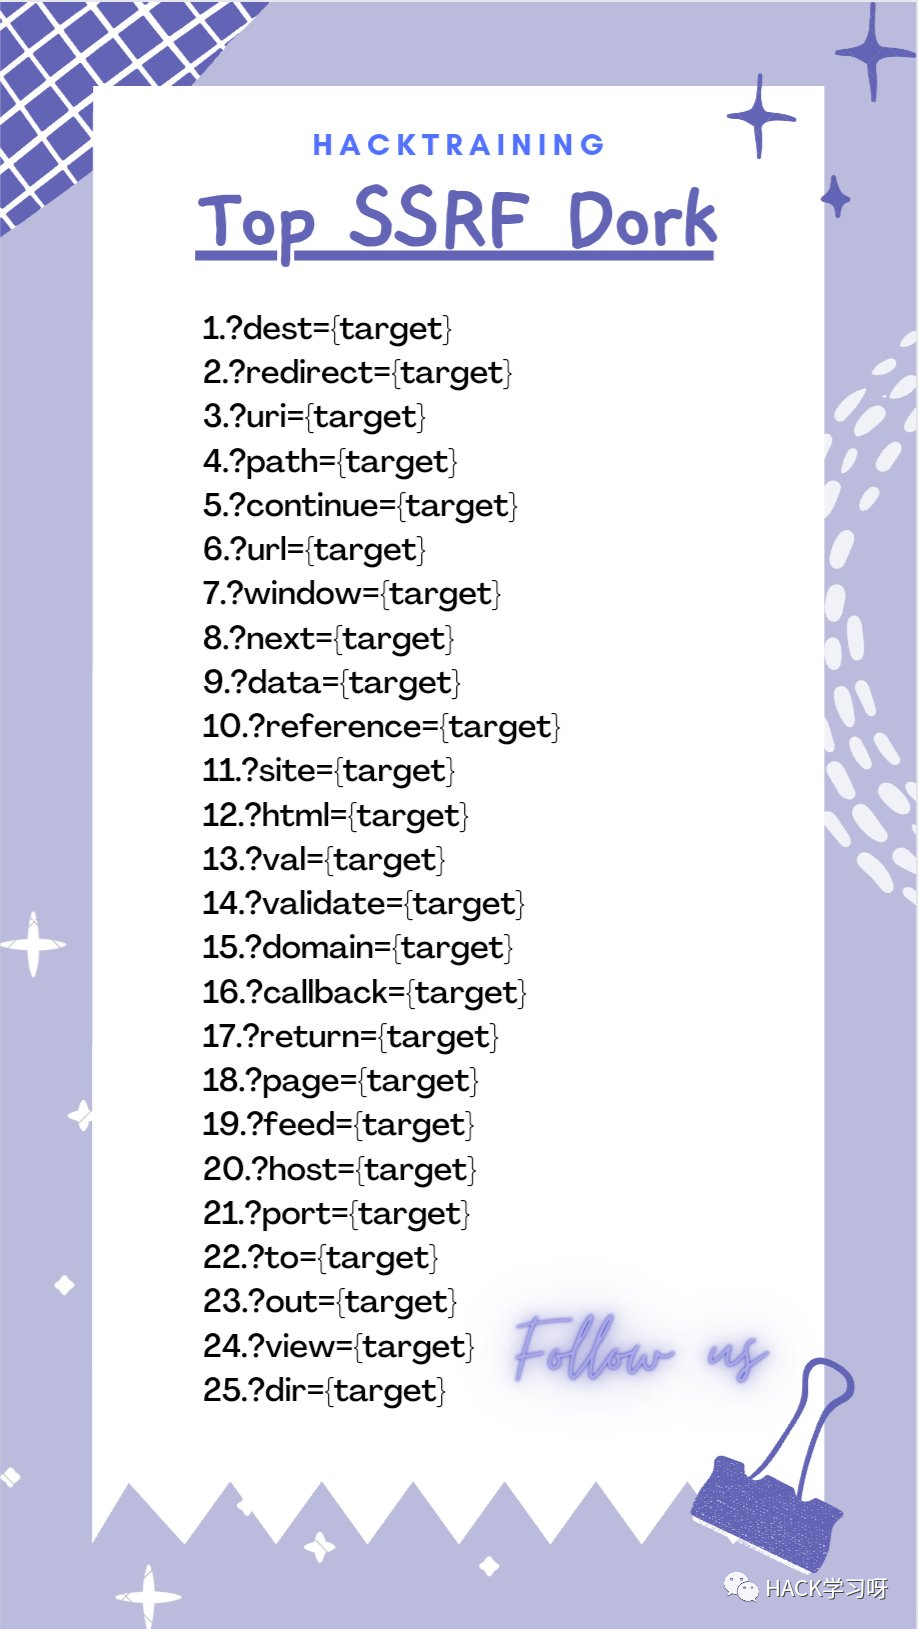 HACKTRAINING
Top SSRF Dork
1.?dest={target}
2.?redirect={target}
3.?uri={target}
4.?path={target}
5.?continue={target}
6.?url={target}
7.?window={target}
8.?next={target}
9.?data={target}
10.?reference={target}
11.?site={target}
12.?html={target}
13.?val={target}
14.?validate={target}
15.?domain={target}
16.?callback={target}
17.?return={target}
18.?page={target}
19.?feed={target}
20.?host={target}
21.?port={target}
22.?to={target}
23.?out={target}
24.?view={target}
25.?dir={target}
Follow us
HACK学习呀